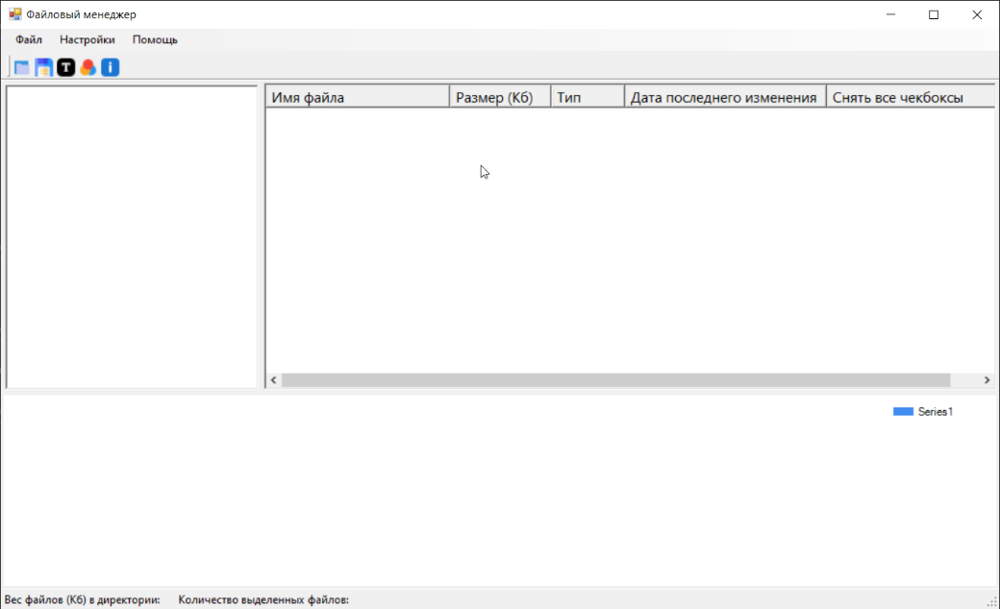 Файловый менеджер
Файл Настройки Помощь
T i
Имя файла Размер (Кб) Тип Дата последнего изменения Снять все чекбоксы
Series1
Вес файлов (Кб) в директории: Количество выделенных файлов: